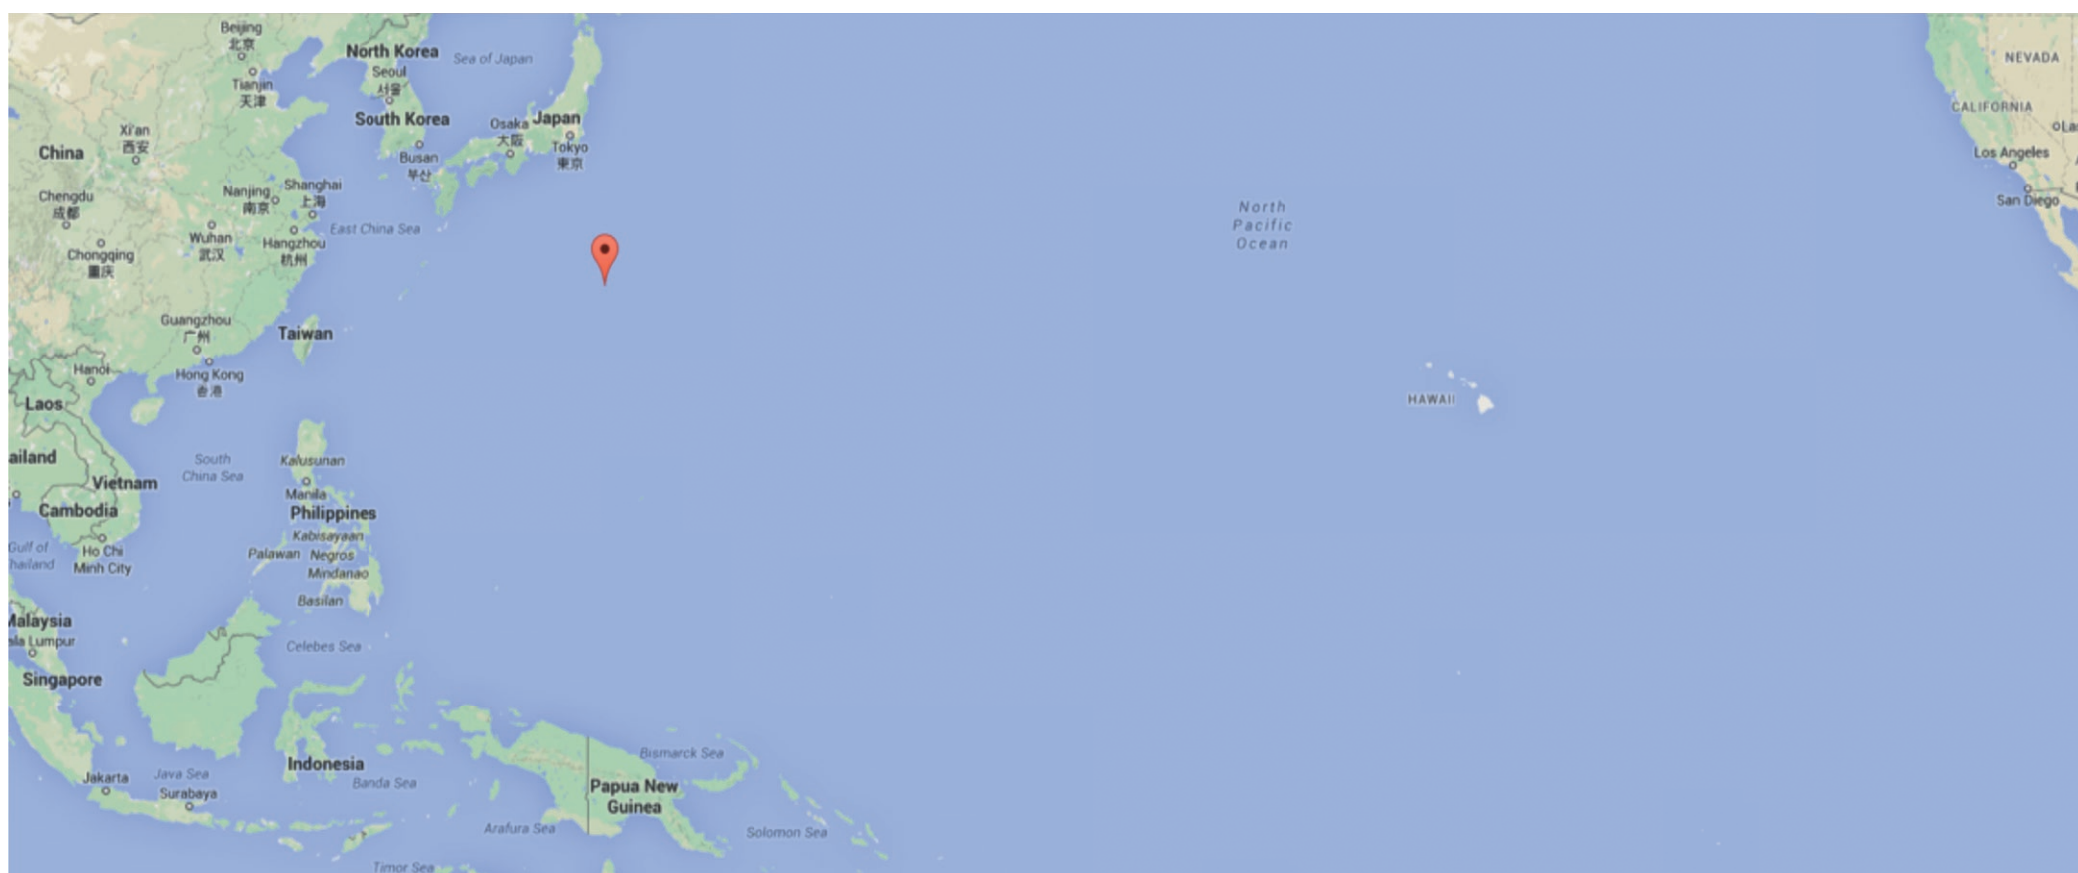 Beijing
北京
North Korea
Sea of Japan
NEVADA
Seoul
서울
Tianjin
天津
CALIFORNIA
South Korea
Osaka
大阪
Japan
Xi'an
西安
Tokyo
東京
China
Busan
부산
Los Angeles
Chengdu
成都
Nanjing
南京
Shanghai
上海
San Diego
North
Pacific
Ocean
East China Sea
Wuhan
武汉
Hangzhou
杭州
Chongqing
重庆
Guangzhou
广州
Taiwan
Hanoi
Hong Kong
香港
HAWAII
Laos
ailand
South
China Sea
Kalusunan
Vietnam
Manila
Cambodia
Philippines
Kabisayaan
Gulf of
hailand
Ho Chi
Minh City
Palawan
Negros
Mindanao
Basilan
Malaysia
ala Lumpur
Celebes Sea
Singapore
Bismarck Sea
Indonesia
Jakarta
Java Sea
Banda Sea
Papua New
Guinea
Surabaya
Arafura Sea
Solomon Sea
Timor Sea